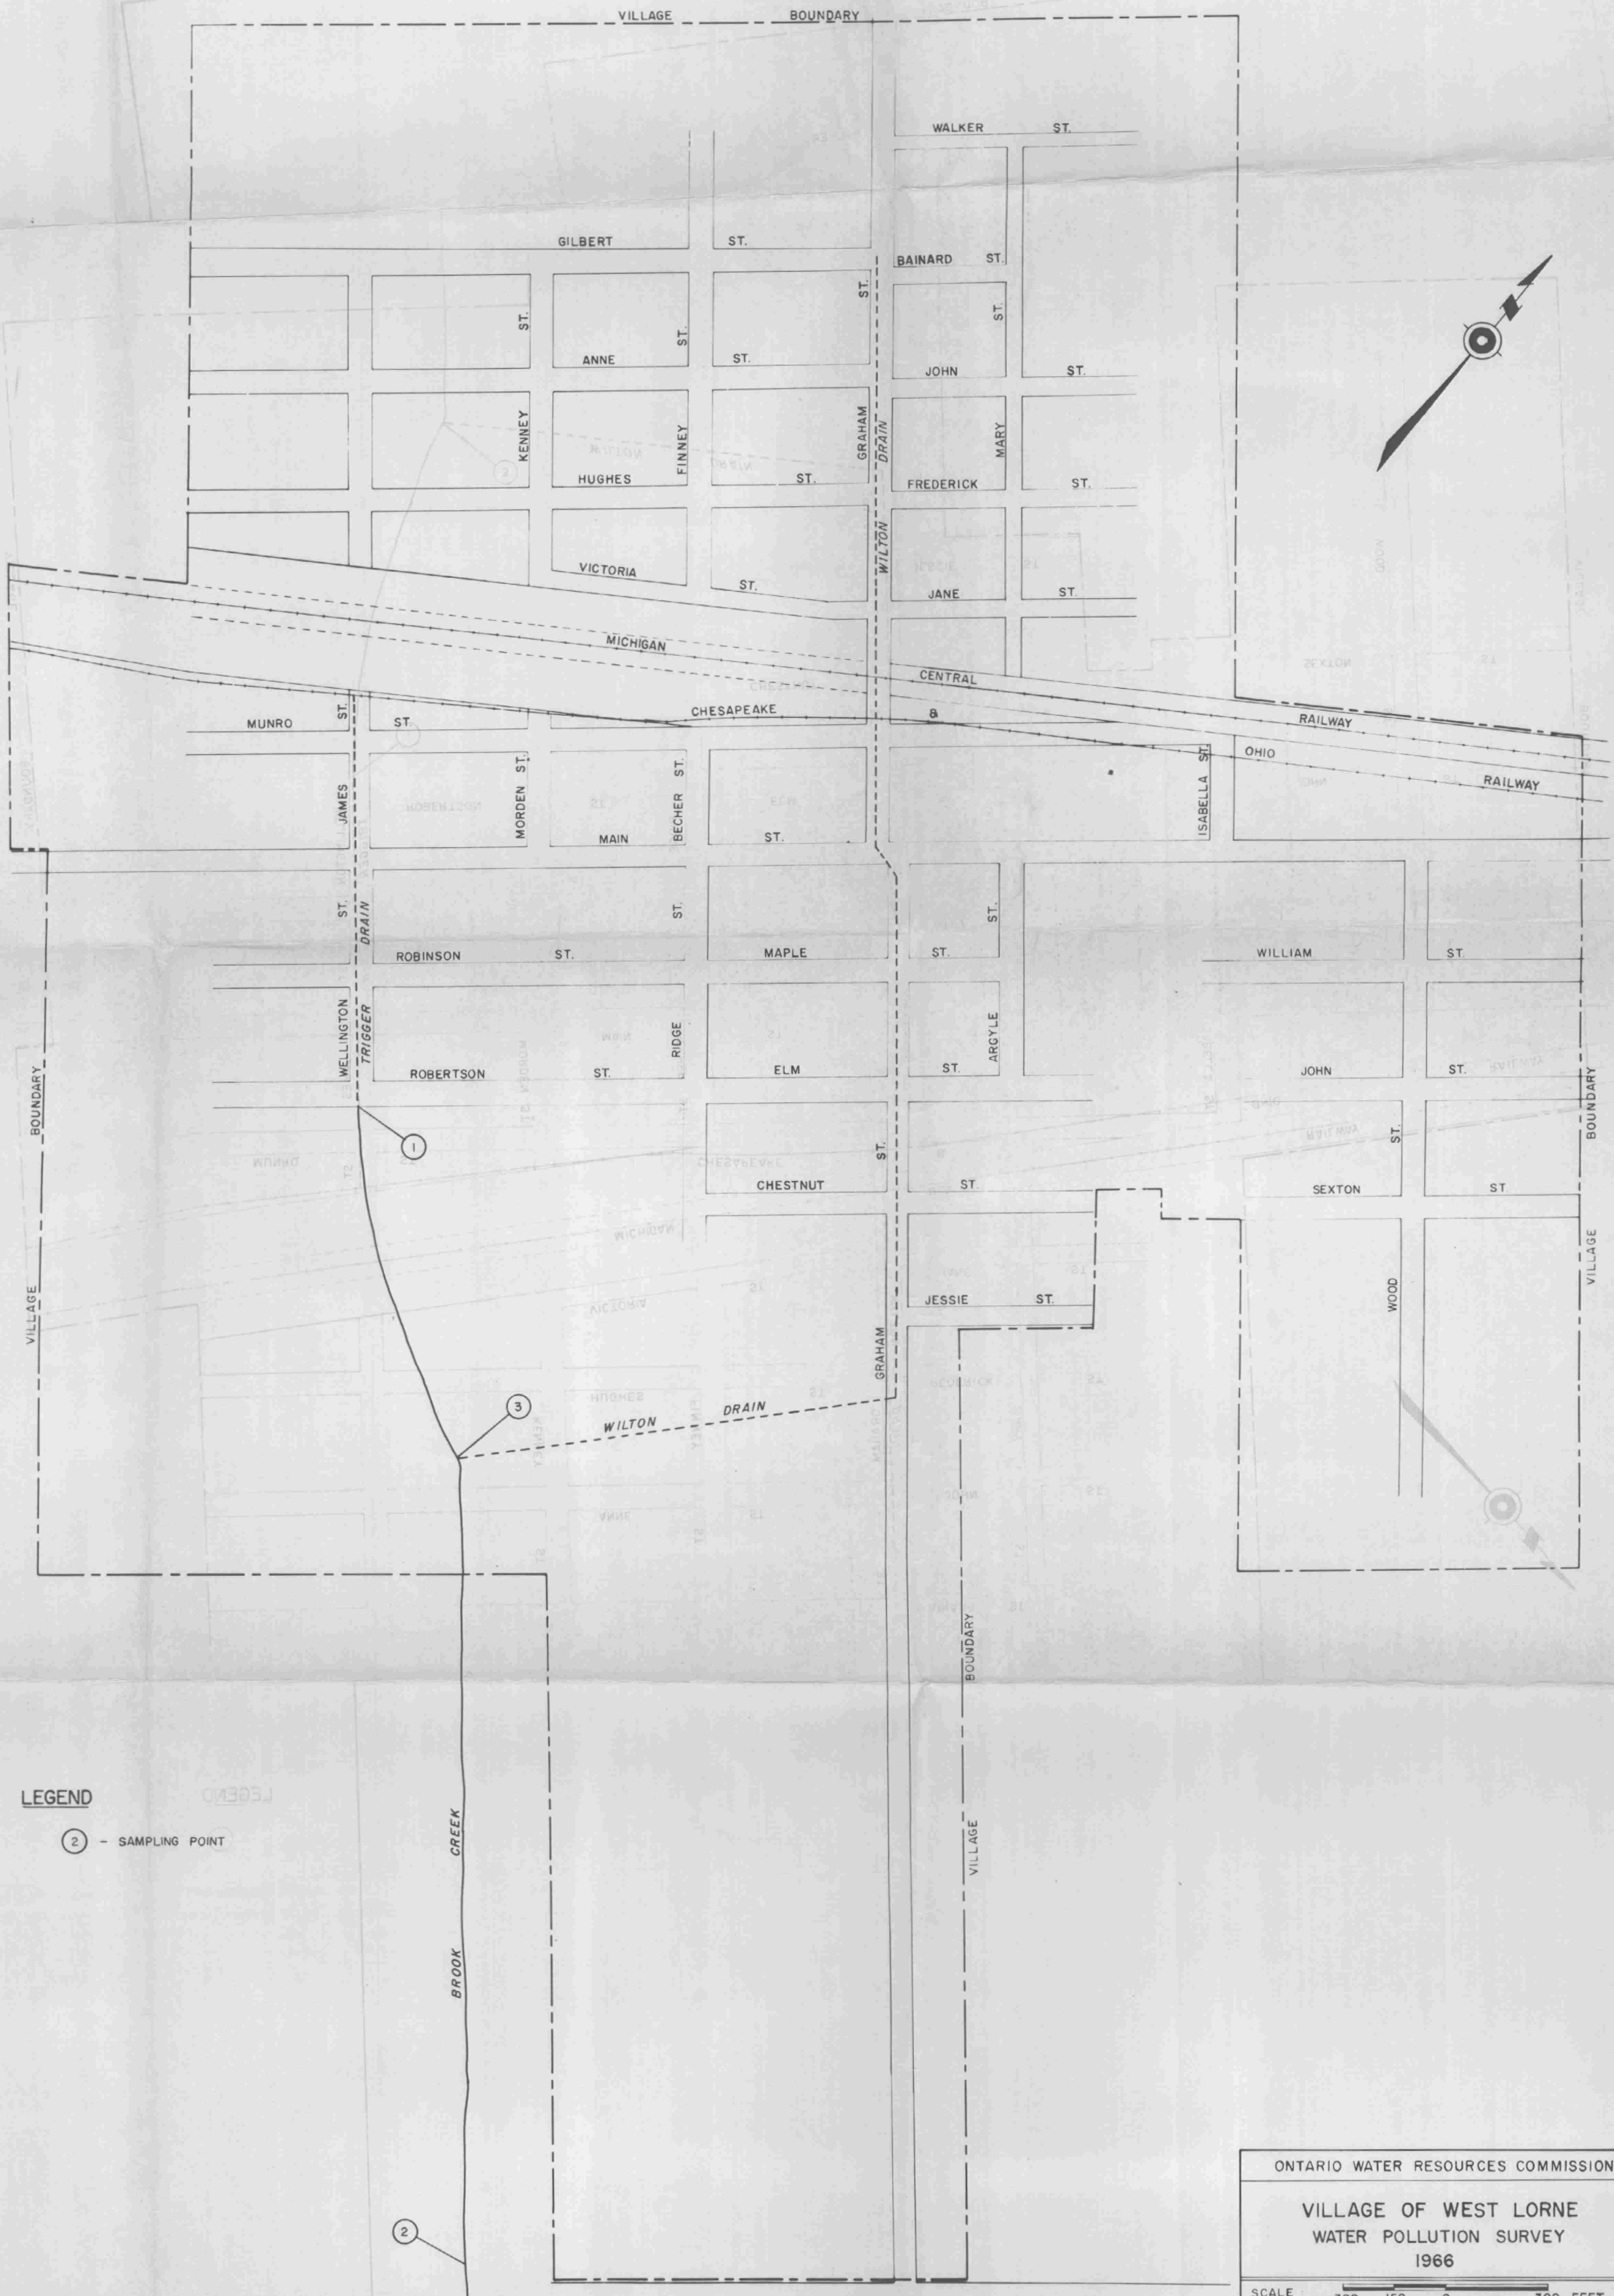 VILLAGE BOUNDARY
WALKER ST.
GILBERT ST.
BAINARD ST.
ST.
ST.
ST.
ST.
ANNE ST.
JOHN ST.
KENNEY
FINNEY
GRAHAM
DRAIN
MARY
HUGHES ST.
FREDERICK ST.
WILTON
VICTORIA ST.
JANE ST.
MICHIGAN CENTRAL RAILWAY
CHESAPEAKE & OHIO RAILWAY
MUNRO ST.
ST.
JAMES
MORDEN ST.
BECHER ST.
ISABELLA ST.
MAIN ST.
ST.
DRAIN
ST.
ST.
ROBINSON ST.
MAPLE ST.
WILLIAM ST.
WELLINGTON
TRIGGER
RIDGE
ARGYLE
ROBERTSON ST.
ELM ST.
JOHN ST.
BOUNDARY
BOUNDARY
1
ST.
ST.
CHESTNUT ST.
SEXTON ST.
VILLAGE
VILLAGE
WOOD
JESSIE ST.
GRAHAM
3
WILTON DRAIN
BOUNDARY
VILLAGE
LEGEND
2 - SAMPLING POINT
CREEK
BROOK
2
ONTARIO WATER RESOURCES COMMISSION
VILLAGE OF WEST LORNE
WATER POLLUTION SURVEY
1966
SCALE 300 150 0 300 FEET